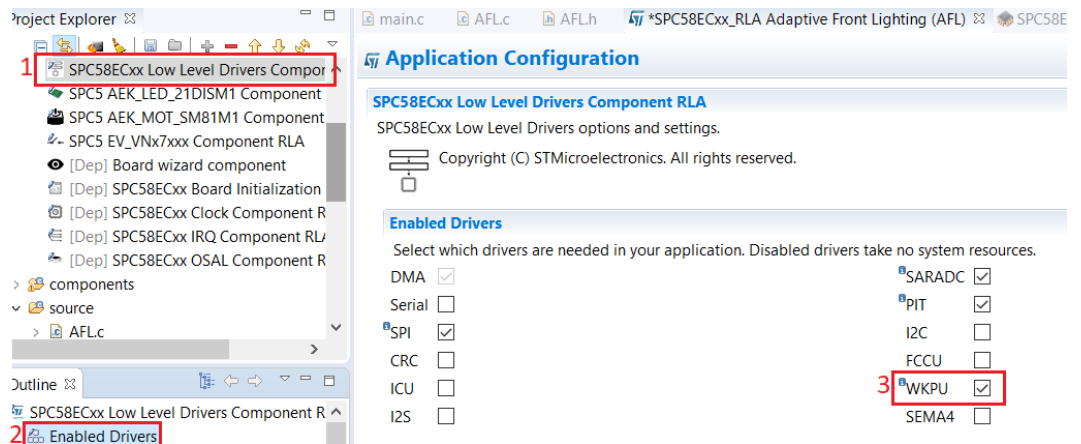 Project Explorer
1
SPC58ECxx Low Level Drivers Compor
SPC5 AEK_LED_21DISM1 Component
SPC5 AEK_MOT_SM81M1 Component
SPC5 EV_VNx7xxx Component RLA
[Dep] Board wizard component
[Dep] SPC58ECxx Board Initialization
[Dep] SPC58ECxx Clock Component R
[Dep] SPC58ECxx IRQ Component RLA
[Dep] SPC58ECxx OSAL Component R
components
source
AFL.c
Outline
SPC58ECxx Low Level Drivers Component R
2 Enabled Drivers
main.c AFL.c AFL.h *SPC58ECxx_RLA Adaptive Front Lighting (AFL) SPC58E
Application Configuration
SPC58ECxx Low Level Drivers Component RLA
SPC58ECxx Low Level Drivers options and settings.
Copyright (C) STMicroelectronics. All rights reserved.
Enabled Drivers
Select which drivers are needed in your application. Disabled drivers take no system resources.
DMA SARADC
Serial PIT
SPI I2C
CRC FCCU
ICU 3 WKPU
I2S SEMA4